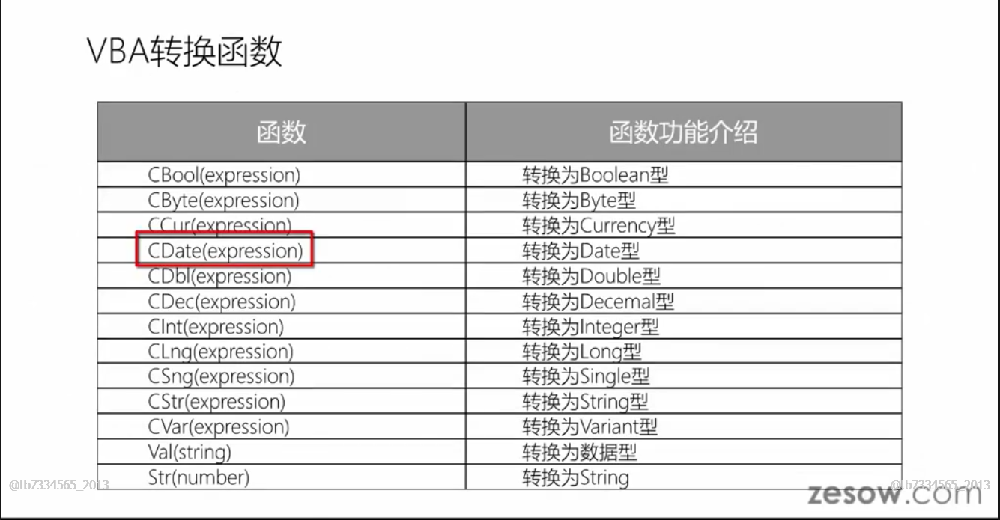 VBA转换函数
函数 函数功能介绍
CBool(expression) 转换为Boolean型
CByte(expression) 转换为Byte型
CCur(expression) 转换为Currency型
CDate(expression) 转换为Date型
CDbl(expression) 转换为Double型
CDec(expression) 转换为Decemal型
CInt(expression) 转换为Integer型
CLng(expression) 转换为Long型
CSng(expression) 转换为Single型
CStr(expression) 转换为String型
CVar(expression) 转换为Variant型
Val(string) 转换为数据型
Str(number) 转换为String
@tb7334565_2013 @tb7334565_2013
zesow.com